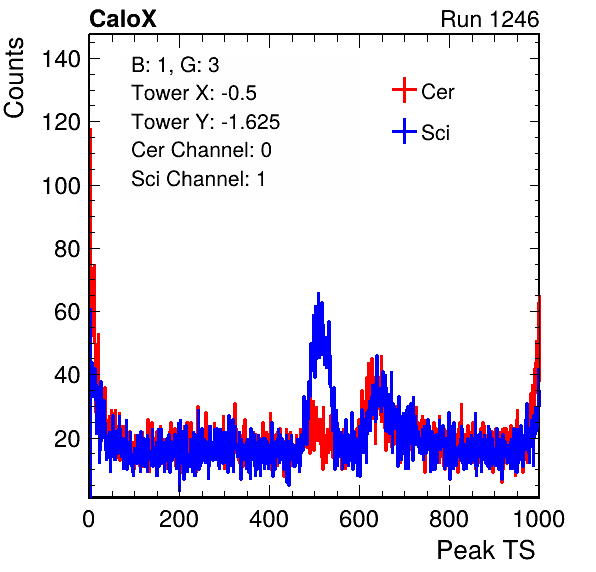 CaloX Run 1246
Counts
B: 1, G: 3
Tower X: -0.5
Tower Y: -1.625
Cer Channel: 0
Sci Channel: 1
Cer
Sci
140
120
100
80
60
40
20
0 200 400 600 800 1000
Peak TS